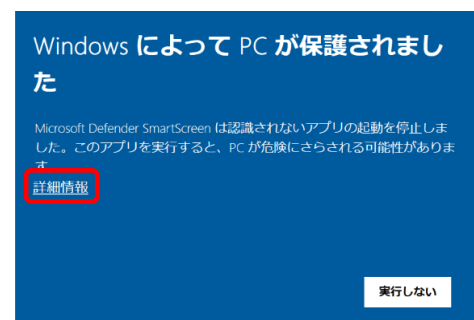 Windows によって PC が保護されまし
た
Microsoft Defender SmartScreen は認識されないアプリの起動を停止しま
した。このアプリを実行すると、PC が危険にさらされる可能性がありま
す
詳細情報
実行しない